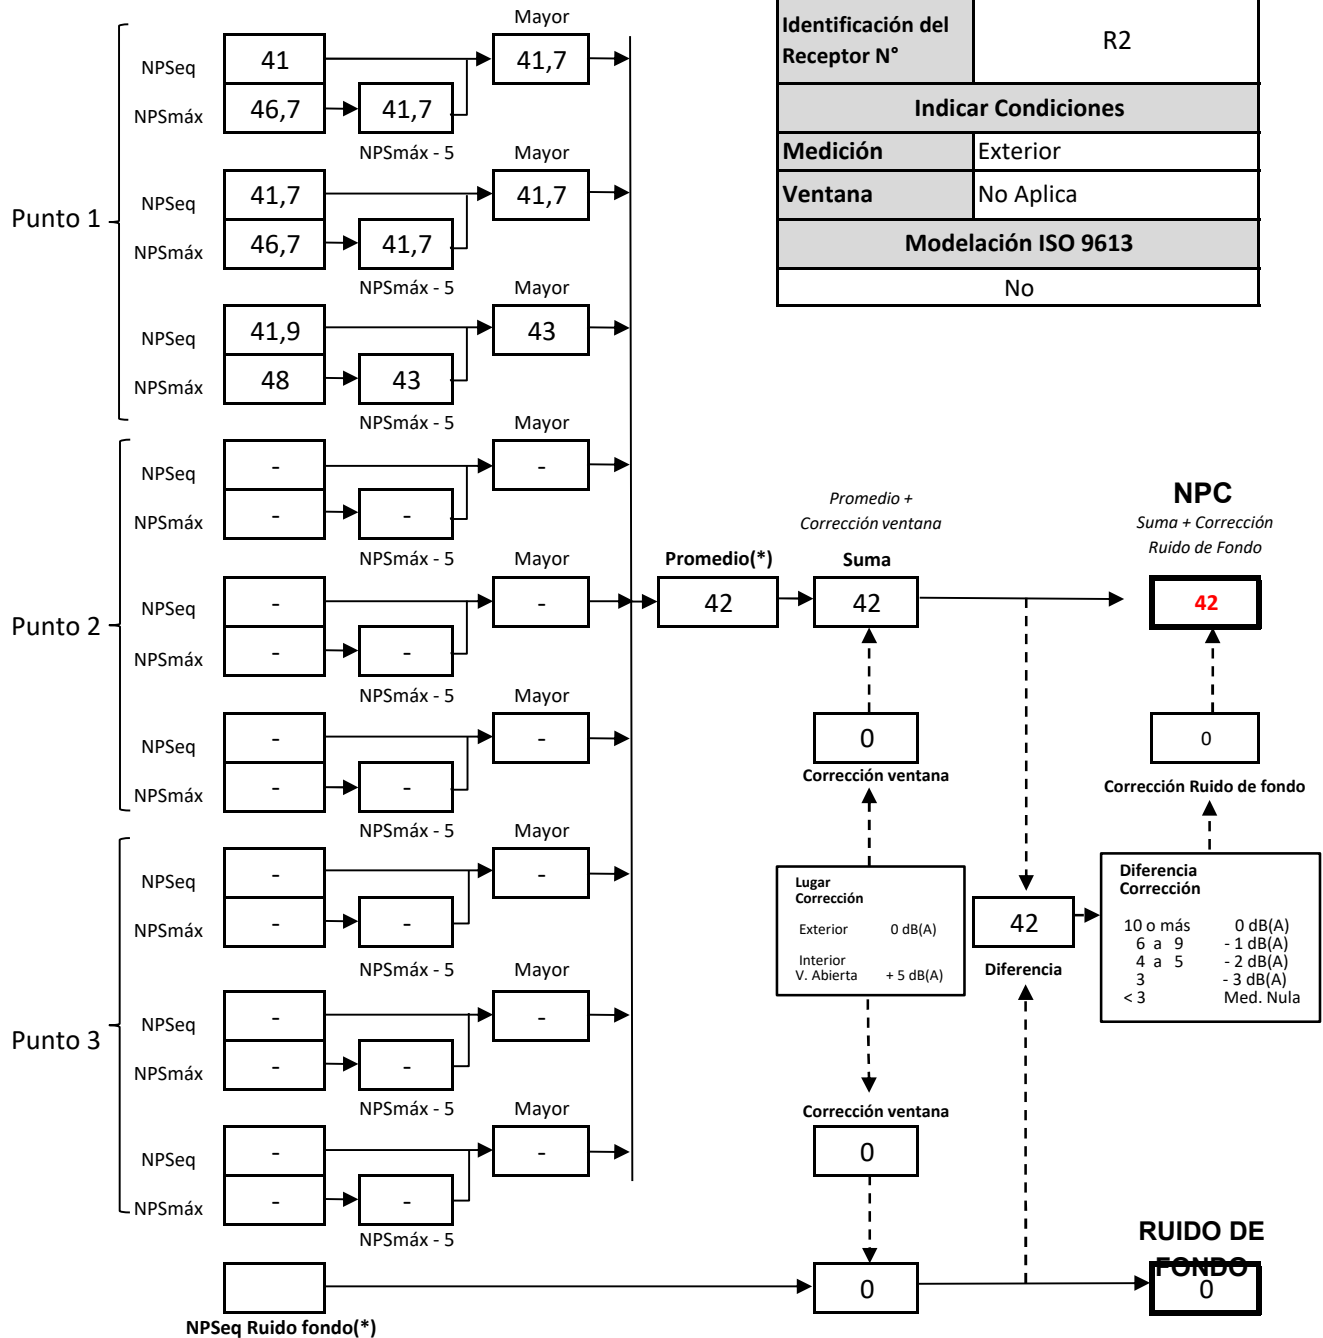 Identificación del
Receptor N°
R2
Indicar Condiciones
Medición
Exterior
Ventana
No Aplica
Modelación ISO 9613
No
Punto 1
Mayor
NPSeq
41
41,7
NPSmáx
46,7
41,7
NPSmáx - 5
Mayor
NPSeq
41,7
41,7
NPSmáx
46,7
41,7
NPSmáx - 5
Mayor
NPSeq
41,9
43
NPSmáx
48
43
NPSmáx - 5
Punto 2
Mayor
NPSeq
-
-
NPSmáx
-
-
NPSmáx - 5
Mayor
NPSeq
-
-
NPSmáx
-
-
NPSmáx - 5
Mayor
NPSeq
-
-
NPSmáx
-
-
NPSmáx - 5
Punto 3
Mayor
NPSeq
-
-
NPSmáx
-
-
NPSmáx - 5
Mayor
NPSeq
-
-
NPSmáx
-
-
NPSmáx - 5
Mayor
NPSeq
-
-
NPSmáx
-
-
NPSmáx - 5
NPSeq Ruido fondo(*)
Promedio(*)
42
Promedio +
Corrección ventana
Suma
42
0
Corrección ventana
Lugar
Corrección
Exterior 0 dB(A)
Interior
V. Abierta + 5 dB(A)
Corrección ventana
0
0
42
Diferencia
NPC
Suma + Corrección
Ruido de Fondo
42
0
Corrección Ruido de fondo
Diferencia
Corrección
10 o más 0 dB(A)
6 a 9 - 1 dB(A)
4 a 5 - 2 dB(A)
3 - 3 dB(A)
< 3 Med. Nula
RUIDO DE
FONDO
0